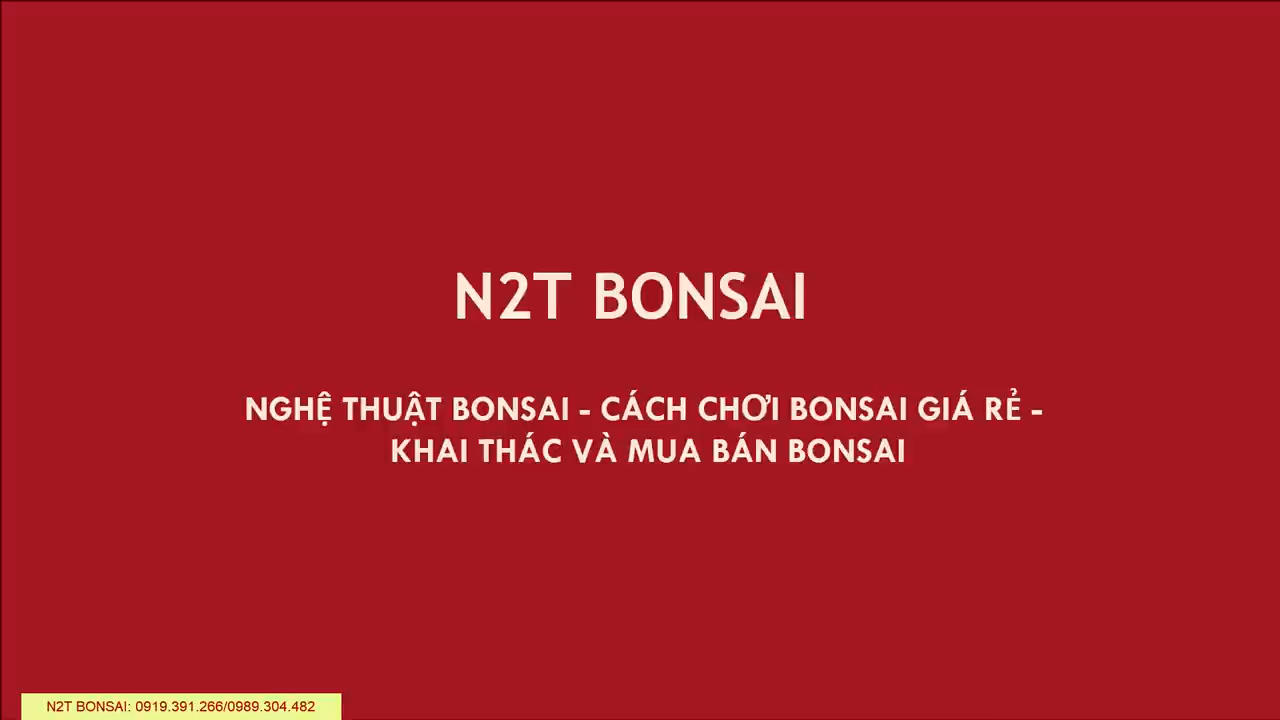 N2T BONSAI
NGHỆ THUẬT BONSAI - CÁCH CHƠI BONSAI GIÁ RẺ -
KHAI THÁC VÀ MUA BÁN BONSAI
N2T BONSAI: 0919.391.266/0989.304.482